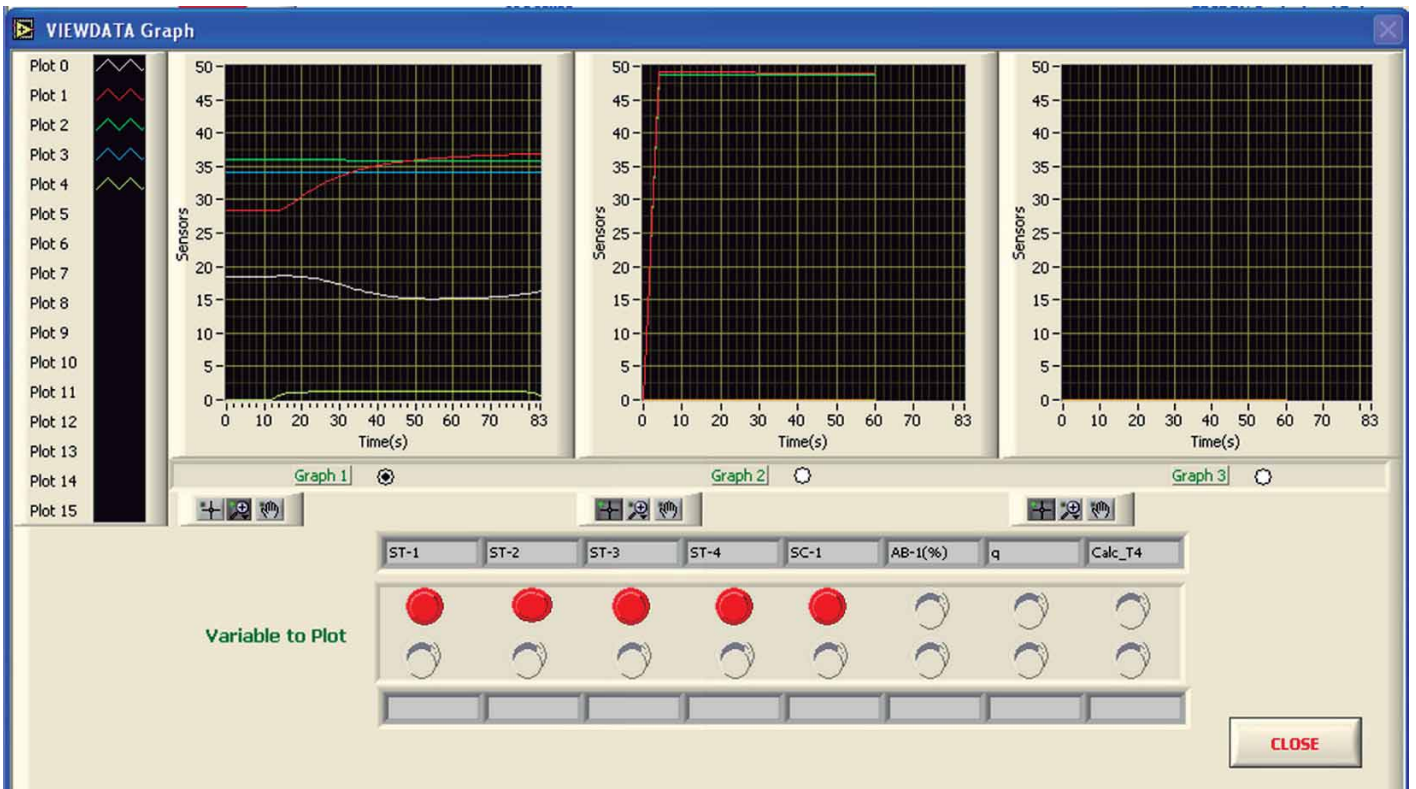 VIEWDATA Graph
Plot 0
Plot 1
Plot 2
Plot 3
Plot 4
Plot 5
Plot 6
Plot 7
Plot 8
Plot 9
Plot 10
Plot 11
Plot 12
Plot 13
Plot 14
Plot 15
Sensors
50
45
40
35
30
25
20
15
10
5
0
0 10 20 30 40 50 60 70 83
Time(s)
Sensors
50
45
40
35
30
25
20
15
10
5
0
0 10 20 30 40 50 60 70 83
Time(s)
Sensors
50
45
40
35
30
25
20
15
10
5
0
0 10 20 30 40 50 60 70 83
Time(s)
Graph 1 Graph 2 Graph 3
ST-1 ST-2 ST-3 ST-4 SC-1 AB-1(%) q Calc_T4
Variable to Plot
CLOSE